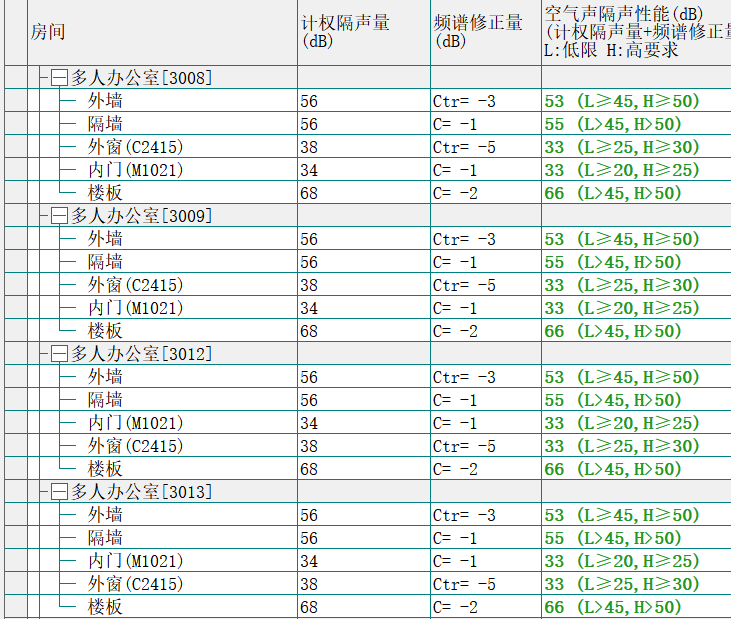 房间 计权隔声量(dB) 频谱修正量(dB) 空气声隔声性能(dB)
(计权隔声量+频谱修正
L:低限 H:高要求
多人办公室[3008]
外墙 56 Ctr= -3 53 (L≥45,H≥50)
隔墙 56 C= -1 55 (L>45,H>50)
外窗(C2415) 38 Ctr= -5 33 (L≥25,H≥30)
内门(M1021) 34 C= -1 33 (L≥20,H≥25)
楼板 68 C= -2 66 (L>45,H>50)
多人办公室[3009]
外墙 56 Ctr= -3 53 (L≥45,H≥50)
隔墙 56 C= -1 55 (L>45,H>50)
外窗(C2415) 38 Ctr= -5 33 (L≥25,H≥30)
内门(M1021) 34 C= -1 33 (L≥20,H≥25)
楼板 68 C= -2 66 (L>45,H>50)
多人办公室[3012]
外墙 56 Ctr= -3 53 (L≥45,H≥50)
隔墙 56 C= -1 55 (L>45,H>50)
内门(M1021) 34 C= -1 33 (L≥20,H≥25)
外窗(C2415) 38 Ctr= -5 33 (L≥25,H≥30)
楼板 68 C= -2 66 (L>45,H>50)
多人办公室[3013]
外墙 56 Ctr= -3 53 (L≥45,H≥50)
隔墙 56 C= -1 55 (L>45,H>50)
内门(M1021) 34 C= -1 33 (L≥20,H≥25)
外窗(C2415) 38 Ctr= -5 33 (L≥25,H≥30)
楼板 68 C= -2 66 (L>45,H>50)